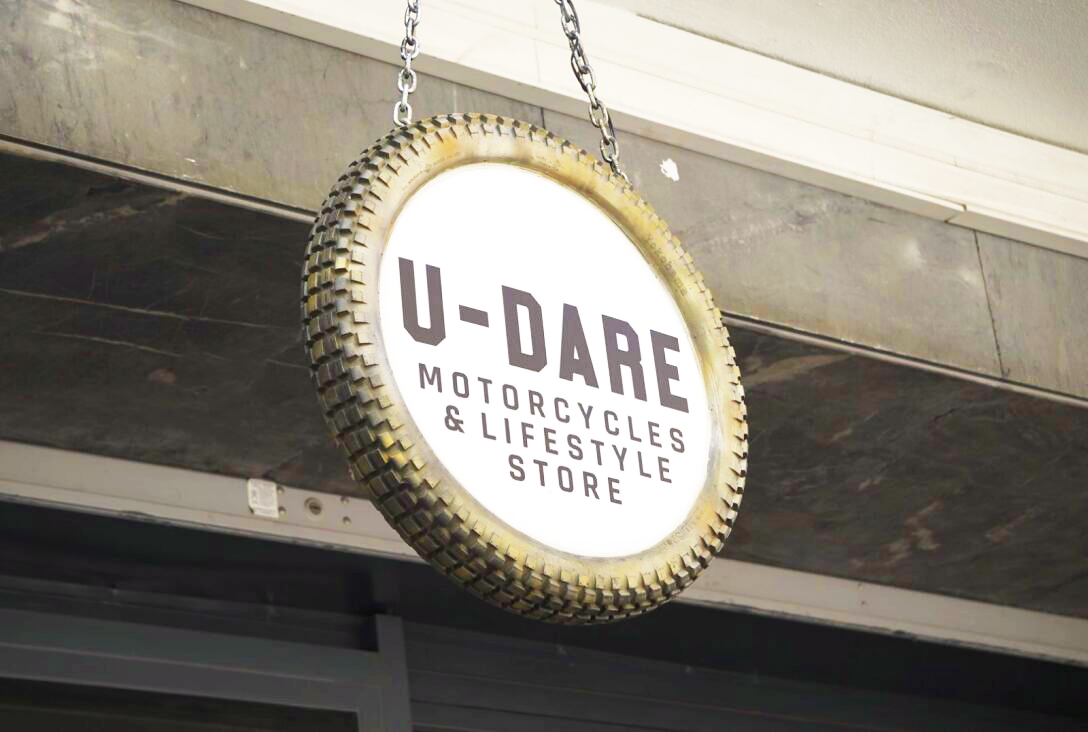 U-DARE
MOTORCYCLES
& LIFESTYLE
STORE